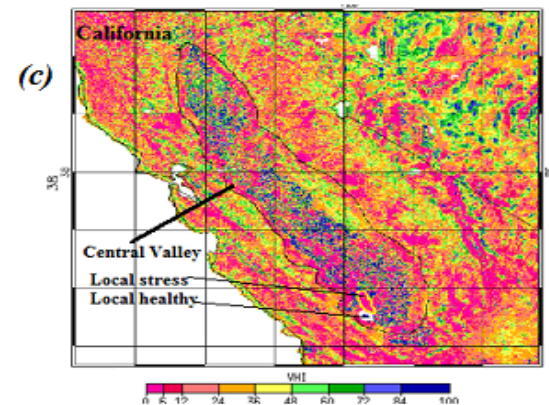 California
(c)
38
38
Central Valley
Local stress
Local healthy
VHI
0 6 12 24 36 48 60 72 84 100